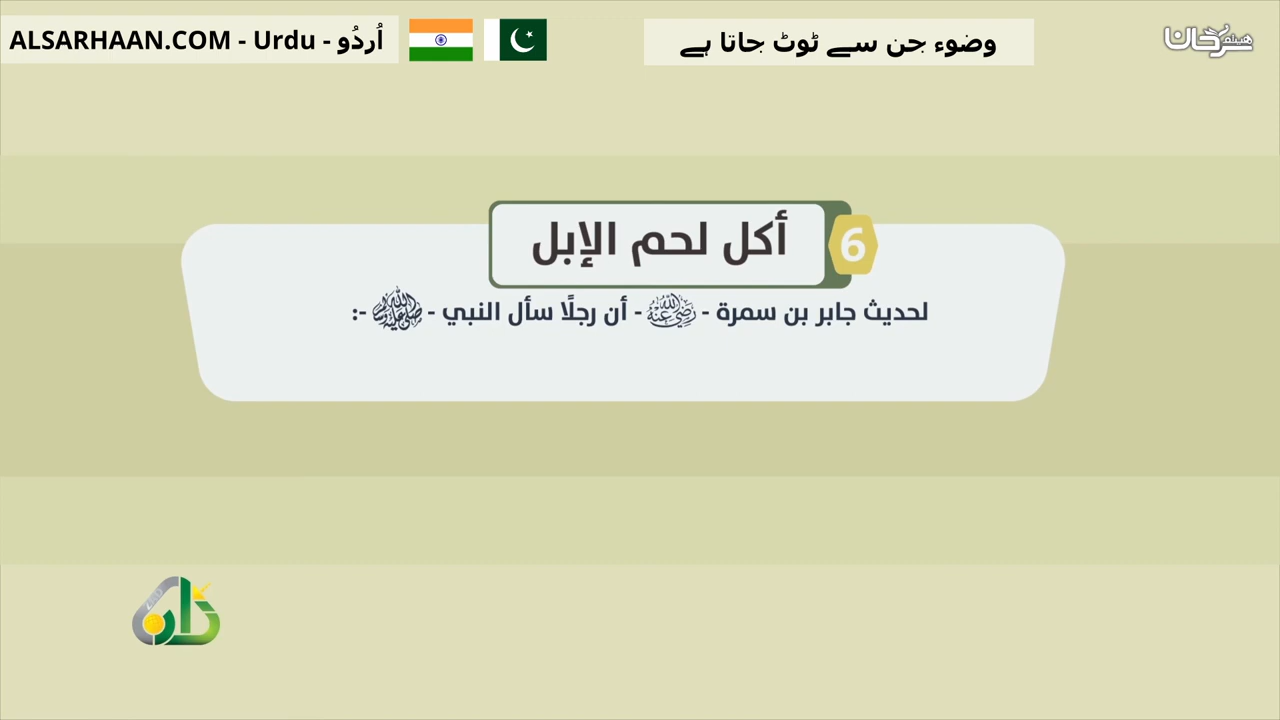 ALSARHAAN.COM - Urdu - اُردُو
وضوء جن سے ٹوٹ جاتا ہے
6
أكل لحم الإبل
لحديث جابر بن سمرة - رضي الله عنه - أن رجلًا سأل النبي - ﷺ -: